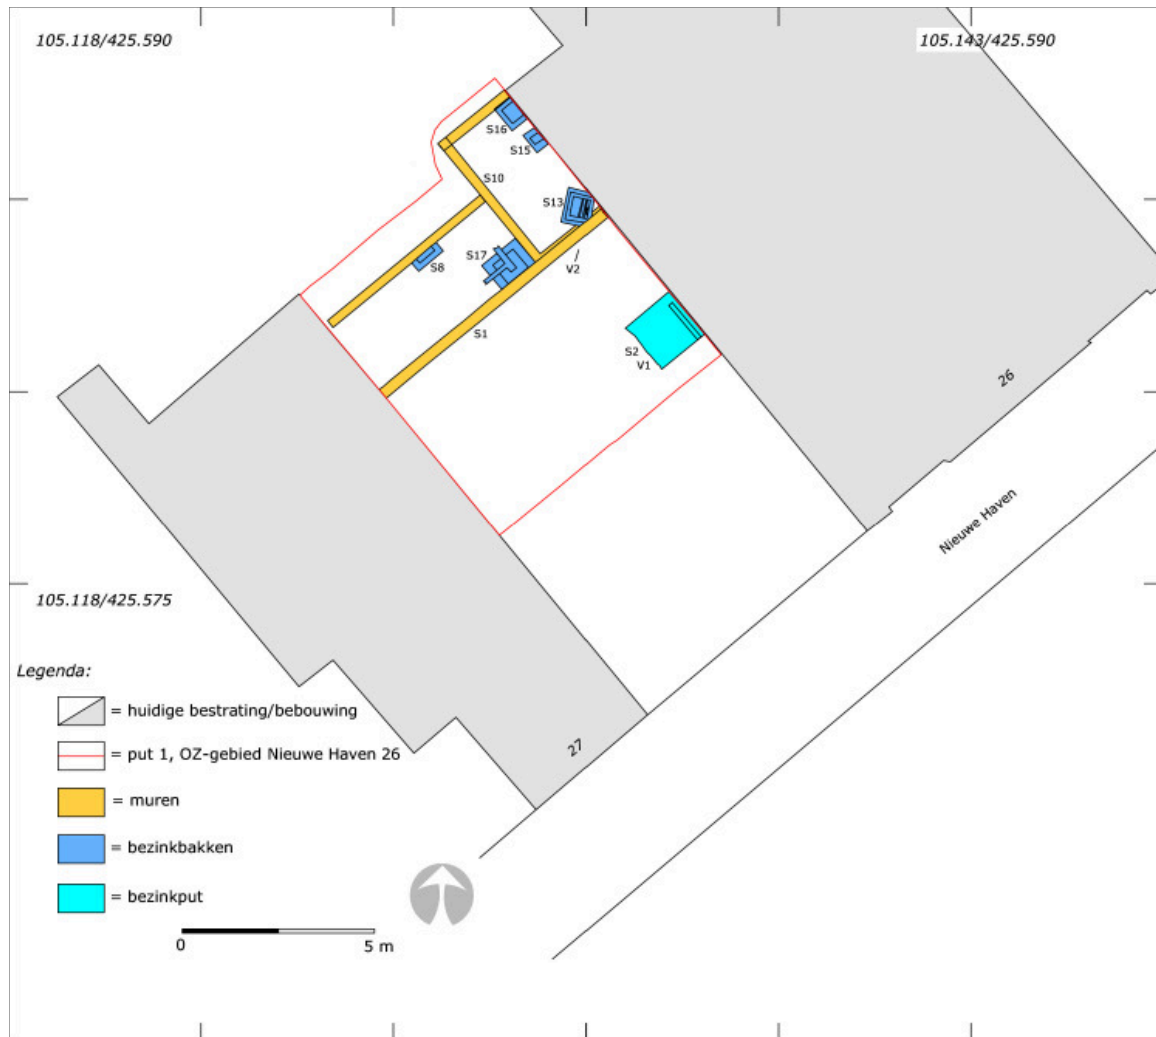 105.118/425.590
105.143/425.590
S16
S15
S10
S13
S17
S8
V2
S1
S2
V1
26
Nieuwe Haven
105.118/425.575
Legenda:
= huidige bestrating/bebouwing
= put 1, OZ-gebied Nieuwe Haven 26
27
= muren
= bezinkbakken
= bezinkput
0
5 m